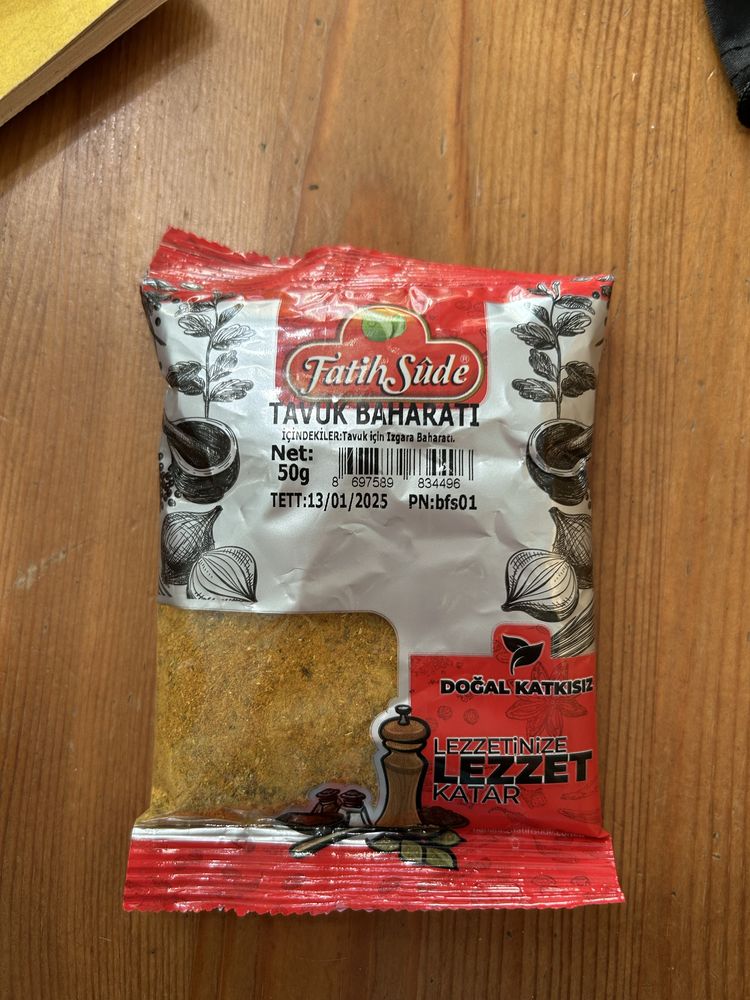 Fatih Sûde ®
TAVUK BAHARATI
İÇİNDEKİLER:Tavuk için Izgara Baharatı.
Net:
50g
8 697589 834496
TETT:13/01/2025 PN:bfs01
DOĞAL KATKISIZ
LEZZETİNİZE
LEZZET
KATAR